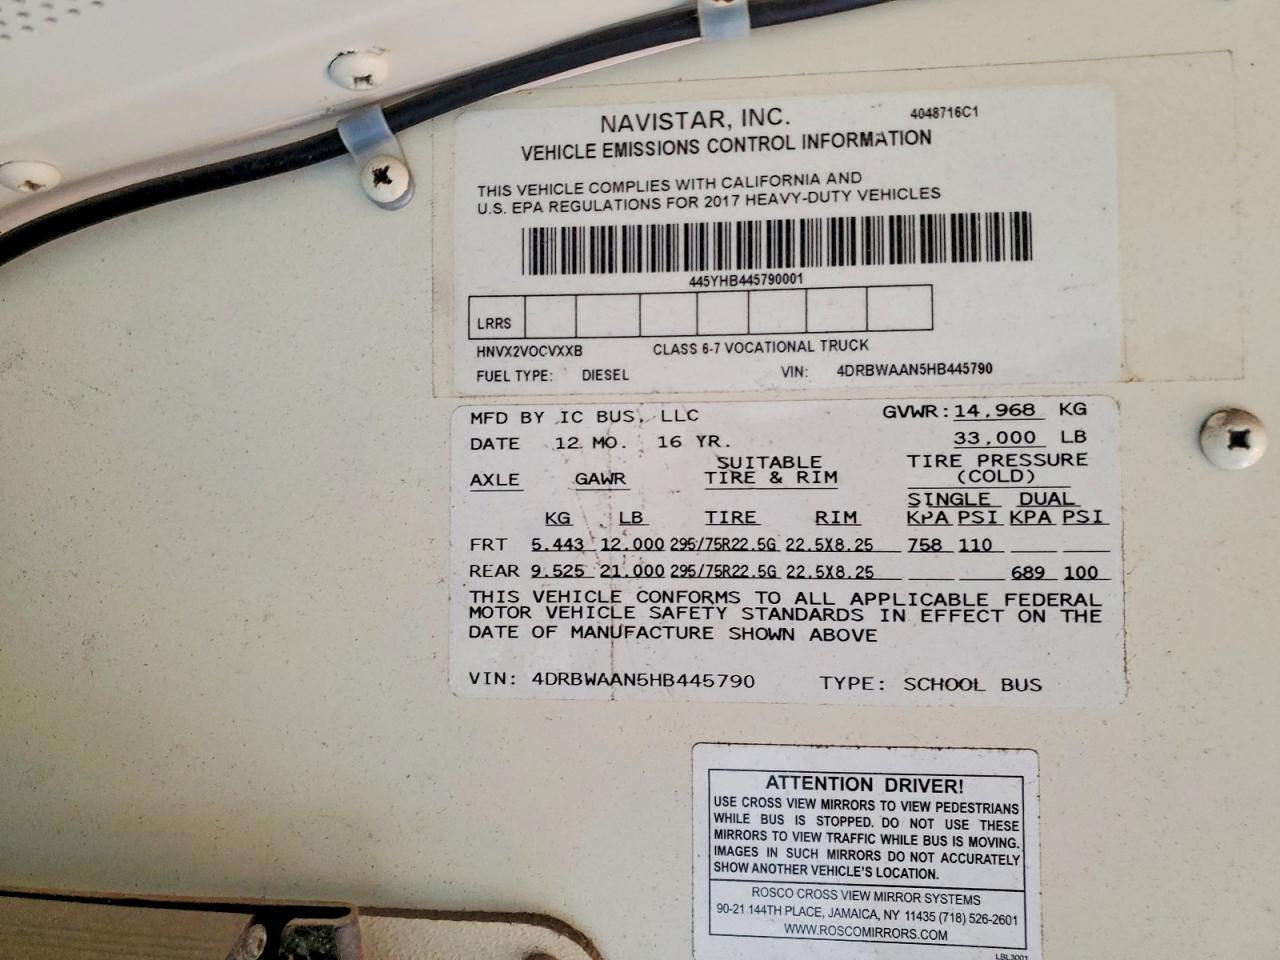 NAVISTAR, INC.
4048716C1
VEHICLE EMISSIONS CONTROL INFORMATION
THIS VEHICLE COMPLIES WITH CALIFORNIA AND
U.S. EPA REGULATIONS FOR 2017 HEAVY-DUTY VEHICLES
445YHB445790001
LRRS
HNVX2VOCVXXB CLASS 6-7 VOCATIONAL TRUCK
FUEL TYPE: DIESEL VIN: 4DRBWAAN5HB445790
MFD BY IC BUS, LLC GVWR: 14,968 KG
DATE 12 MO. 16 YR. 33,000 LB
AXLE GAWR SUITABLE TIRE PRESSURE
TIRE & RIM (COLD)
SINGLE DUAL
KG LB TIRE RIM KPA PSI KPA PSI
FRT 5,443 12,000 295/75R22.5G 22.5X8.25 758 110
REAR 9,525 21,000 295/75R22.5G 22.5X8.25 689 100
THIS VEHICLE CONFORMS TO ALL APPLICABLE FEDERAL
MOTOR VEHICLE SAFETY STANDARDS IN EFFECT ON THE
DATE OF MANUFACTURE SHOWN ABOVE
VIN: 4DRBWAAN5HB445790 TYPE: SCHOOL BUS
ATTENTION DRIVER!
USE CROSS VIEW MIRRORS TO VIEW PEDESTRIANS
WHILE BUS IS STOPPED. DO NOT USE THESE
MIRRORS TO VIEW TRAFFIC WHILE BUS IS MOVING.
IMAGES IN SUCH MIRRORS DO NOT ACCURATELY
SHOW ANOTHER VEHICLE'S LOCATION.
ROSCO CROSS VIEW MIRROR SYSTEMS
90-21 144TH PLACE, JAMAICA, NY 11435 (718) 526-2601
WWW.ROSCOMIRRORS.COM
LBL3001